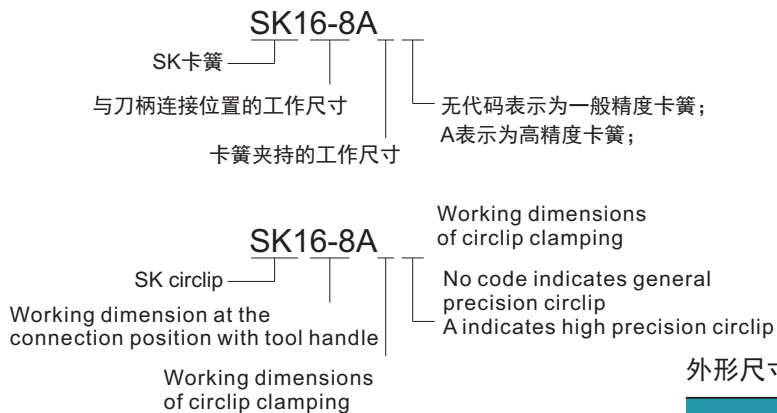 SK16-8A
SK卡簧
与刀柄连接位置的工作尺寸
无代码表示为一般精度卡簧；
A表示为高精度卡簧；
卡簧夹持的工作尺寸
Working dimensions
of circlip clamping
SK16-8A
SK circlip
No code indicates general
precision circlip
A indicates high precision circlip
Working dimension at the
connection position with tool handle
Working dimensions
of circlip clamping
外形尺寸